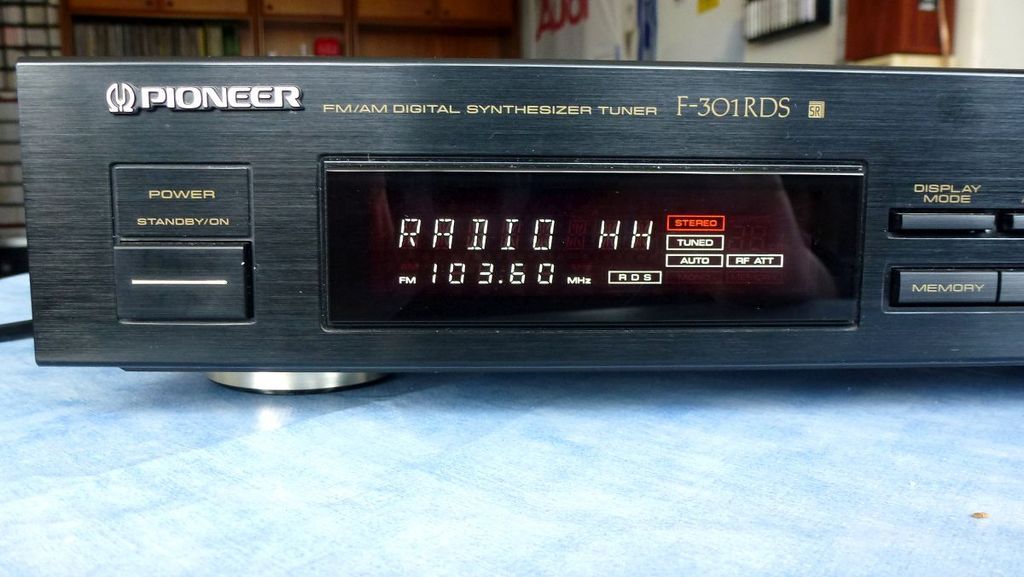 PIONEER
FM/AM DIGITAL SYNTHESIZER TUNER F-301RDS SR
POWER
STANDBY/ON
RADIO HH
STEREO
TUNED
AUTO RF ATT
FM 103.60 MHz RDS
DISPLAY
MODE
MEMORY